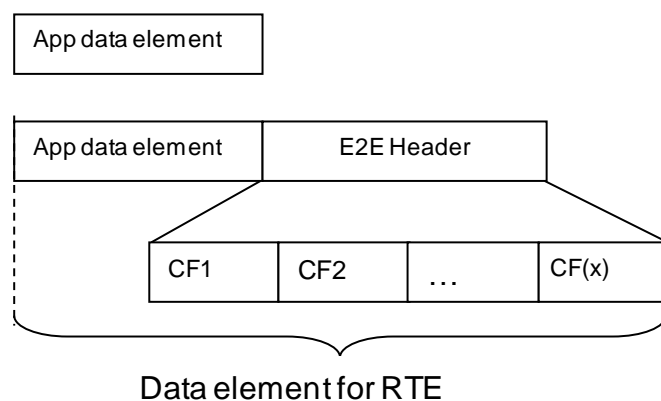 App data element
App data element E2E Header
CF1 CF2 ... CF(x)
Data element for RTE